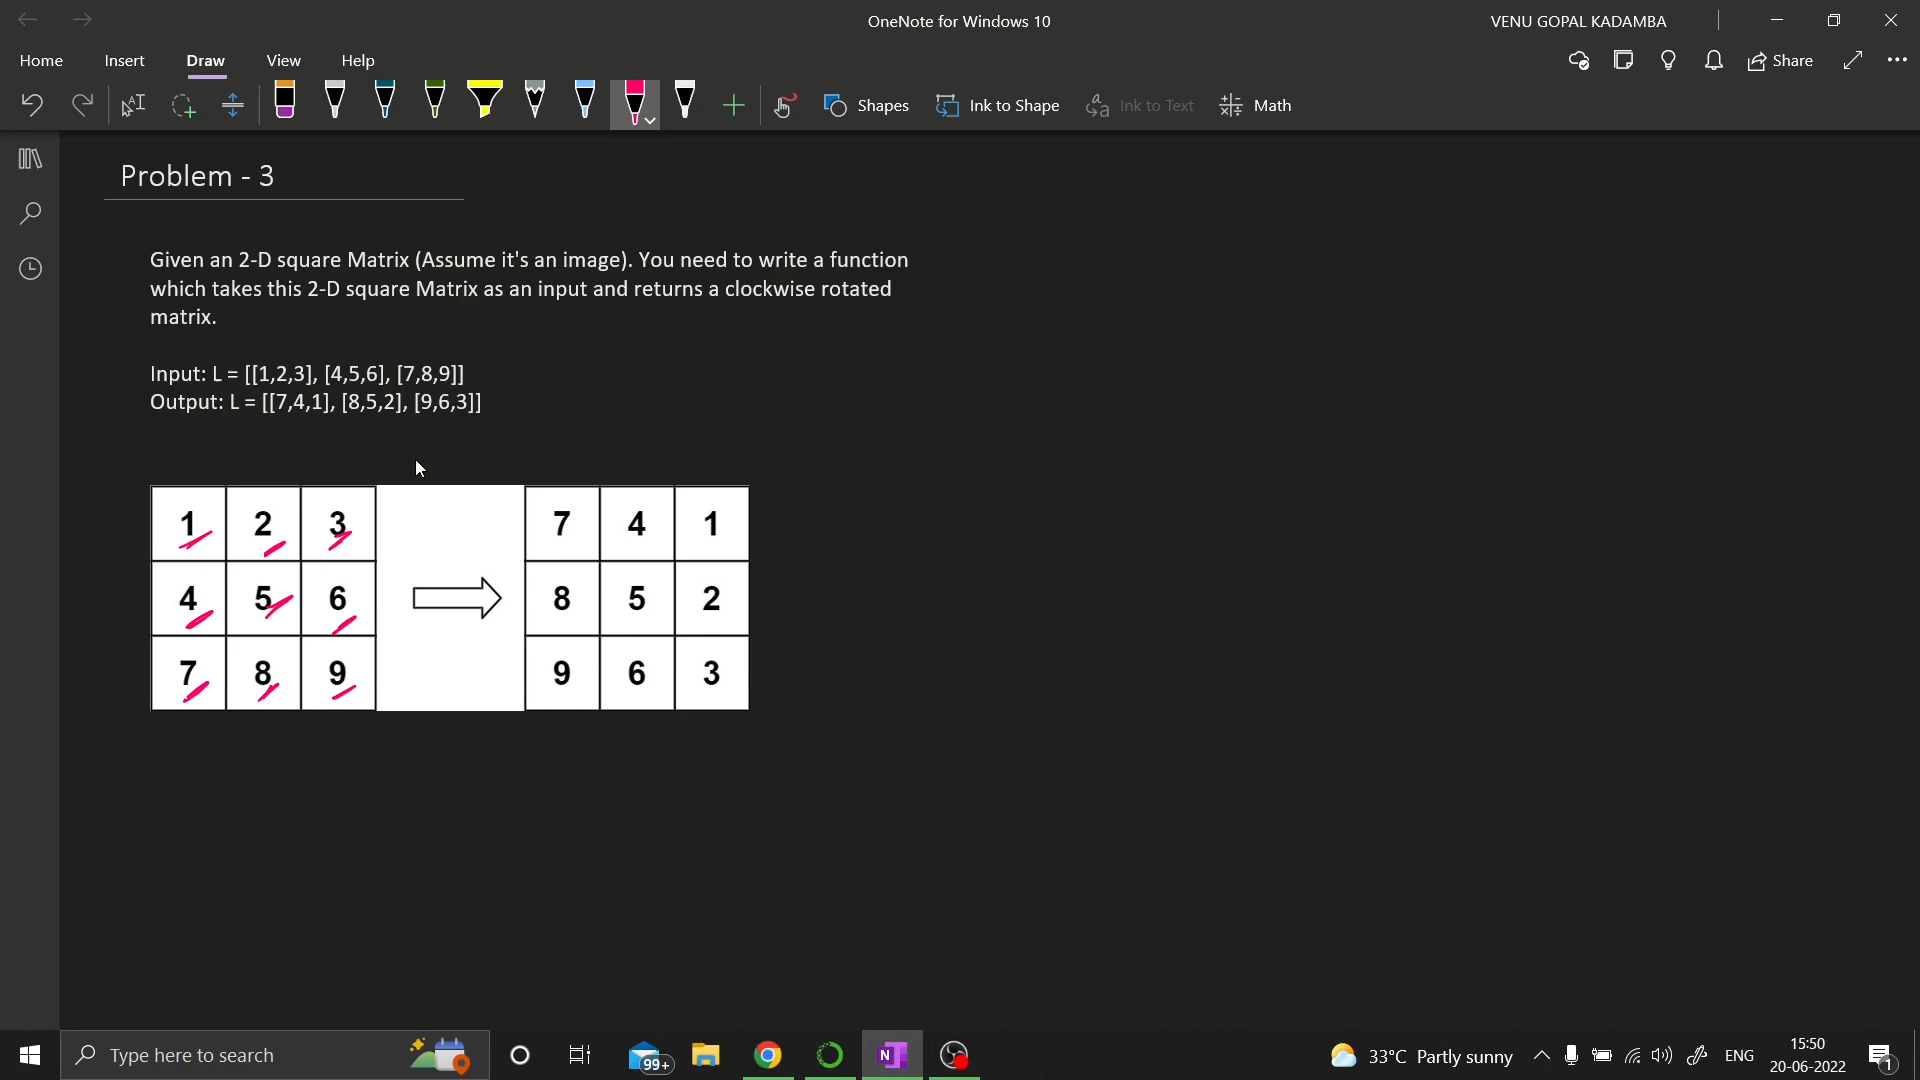 OneNote for Windows 10
VENU GOPAL KADAMBA
Home Insert Draw View Help
Share
Shapes Ink to Shape Ink to Text Math
Problem - 3
Given an 2-D square Matrix (Assume it's an image). You need to write a function
which takes this 2-D square Matrix as an input and returns a clockwise rotated
matrix.
Input: L = [[1,2,3], [4,5,6], [7,8,9]]
Output: L = [[7,4,1], [8,5,2], [9,6,3]]
1 2 3 7 4 1
4 5 6 8 5 2
7 8 9 9 6 3
Type here to search
99+
N
33°C Partly sunny
ENG
15:50
20-06-2022
1